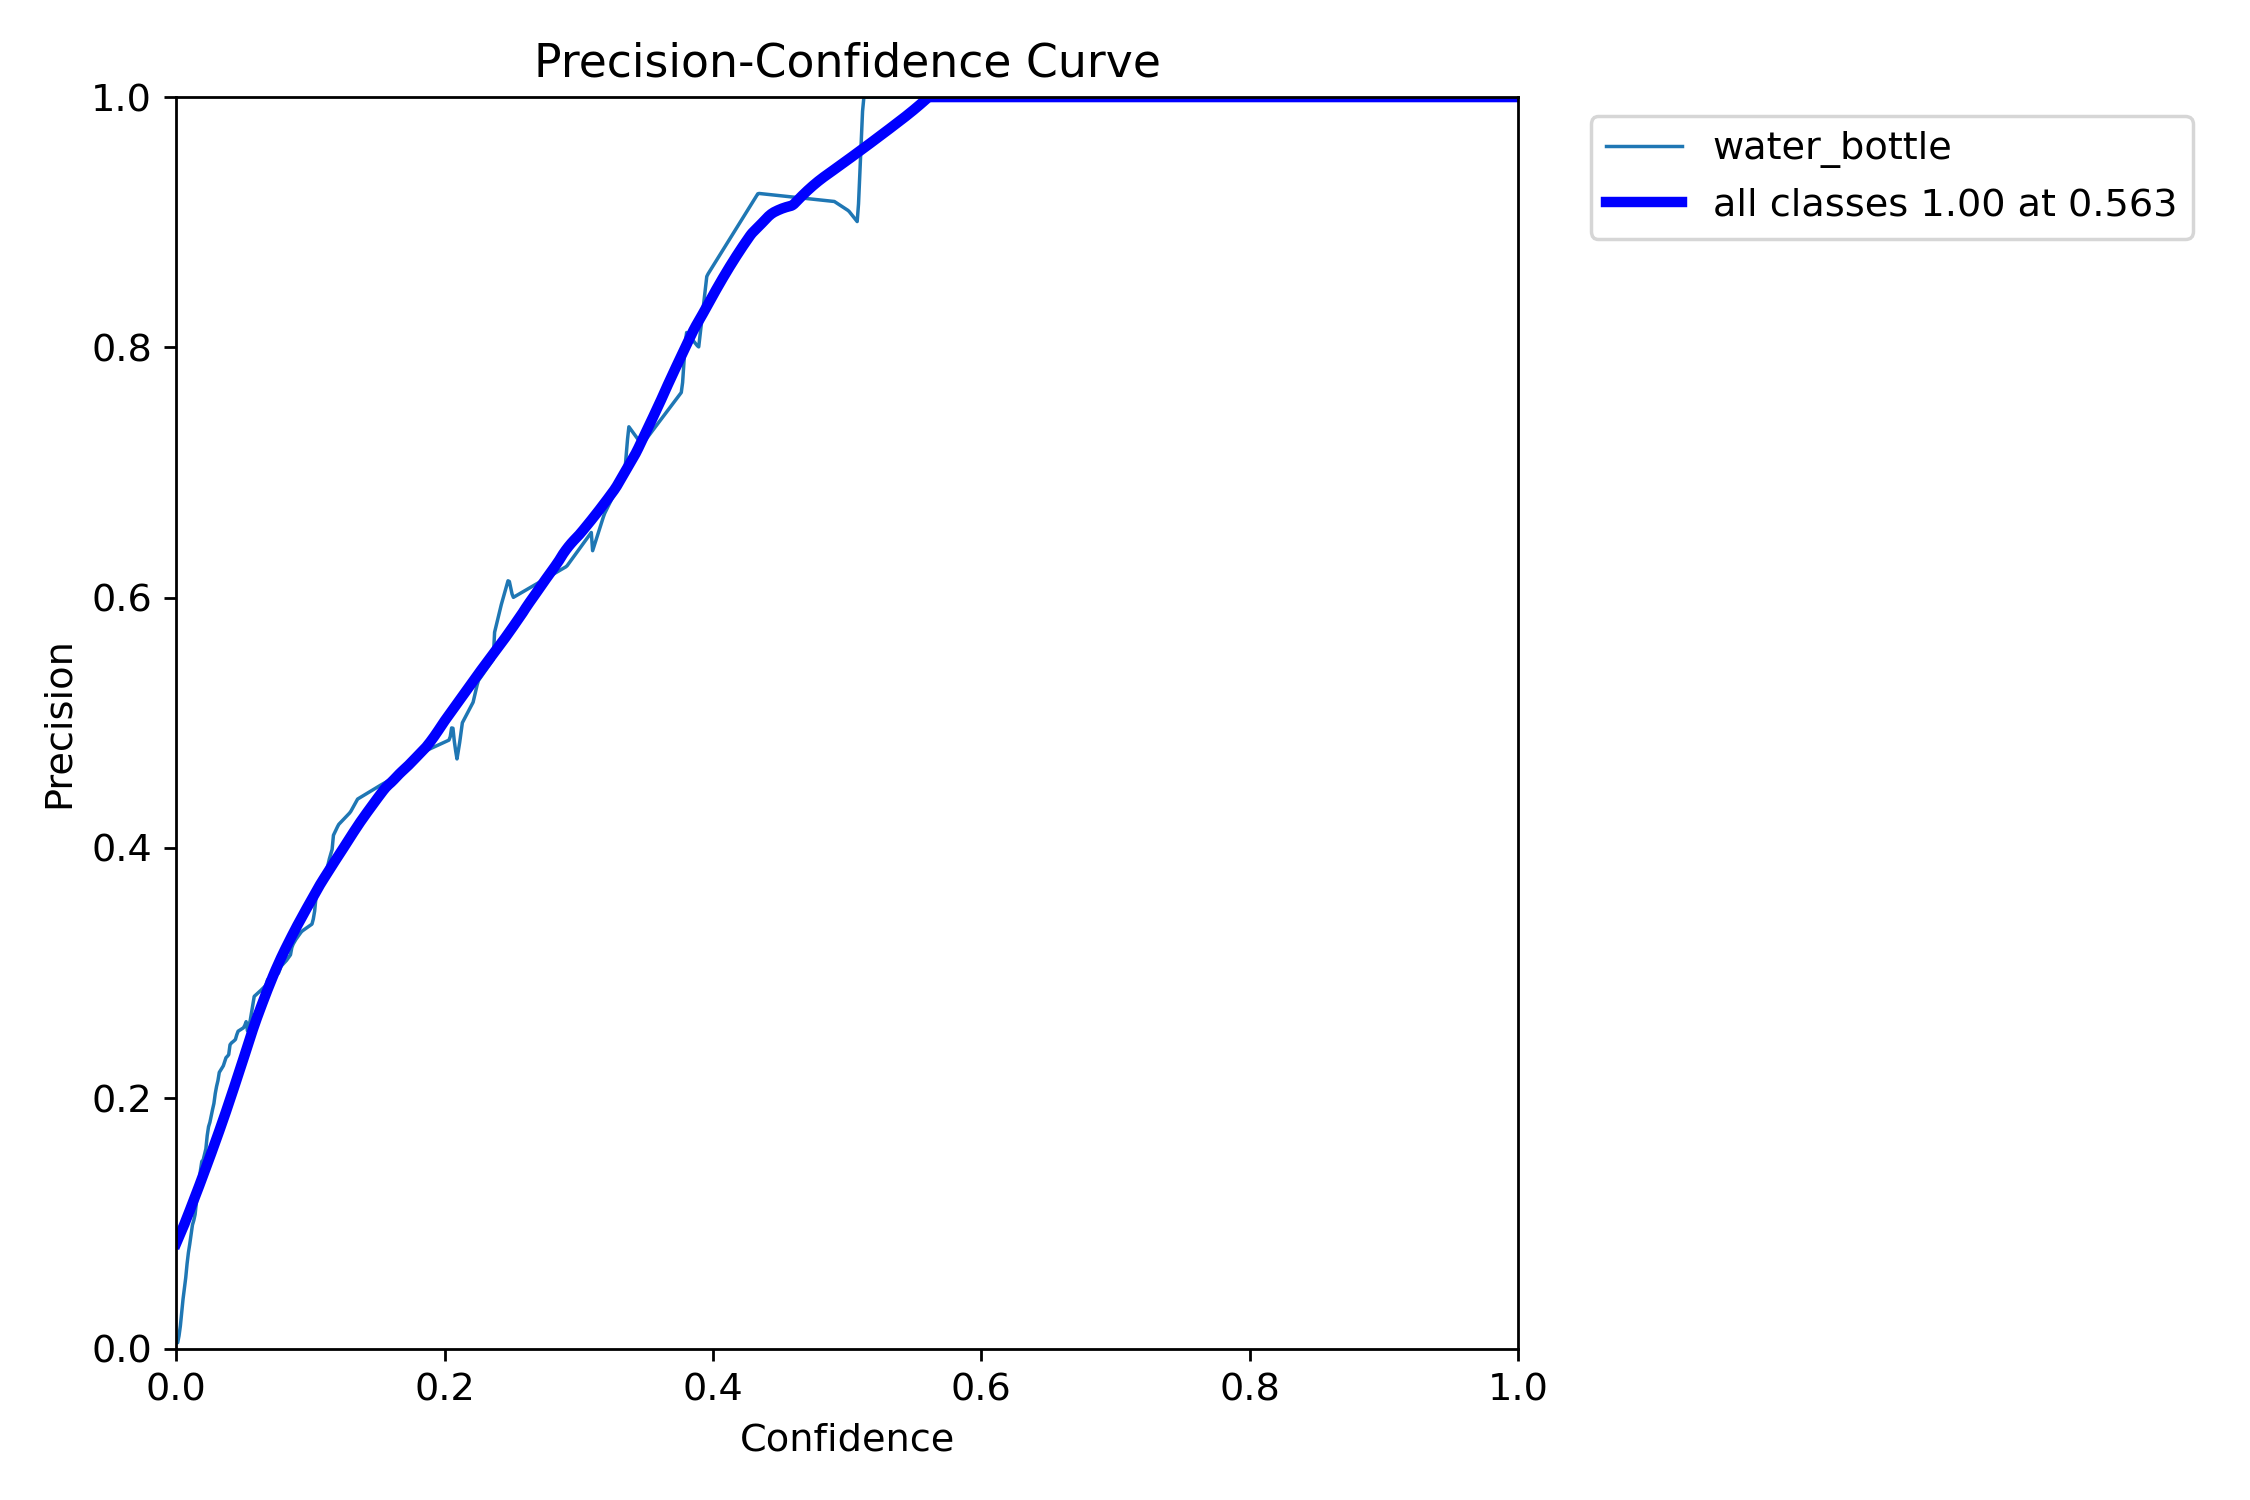 Precision-Confidence Curve
1.0
0.8
0.6
0.4
0.2
0.0
Precision
0.0 0.2 0.4 0.6 0.8 1.0
Confidence
water_bottle
all classes 1.00 at 0.563